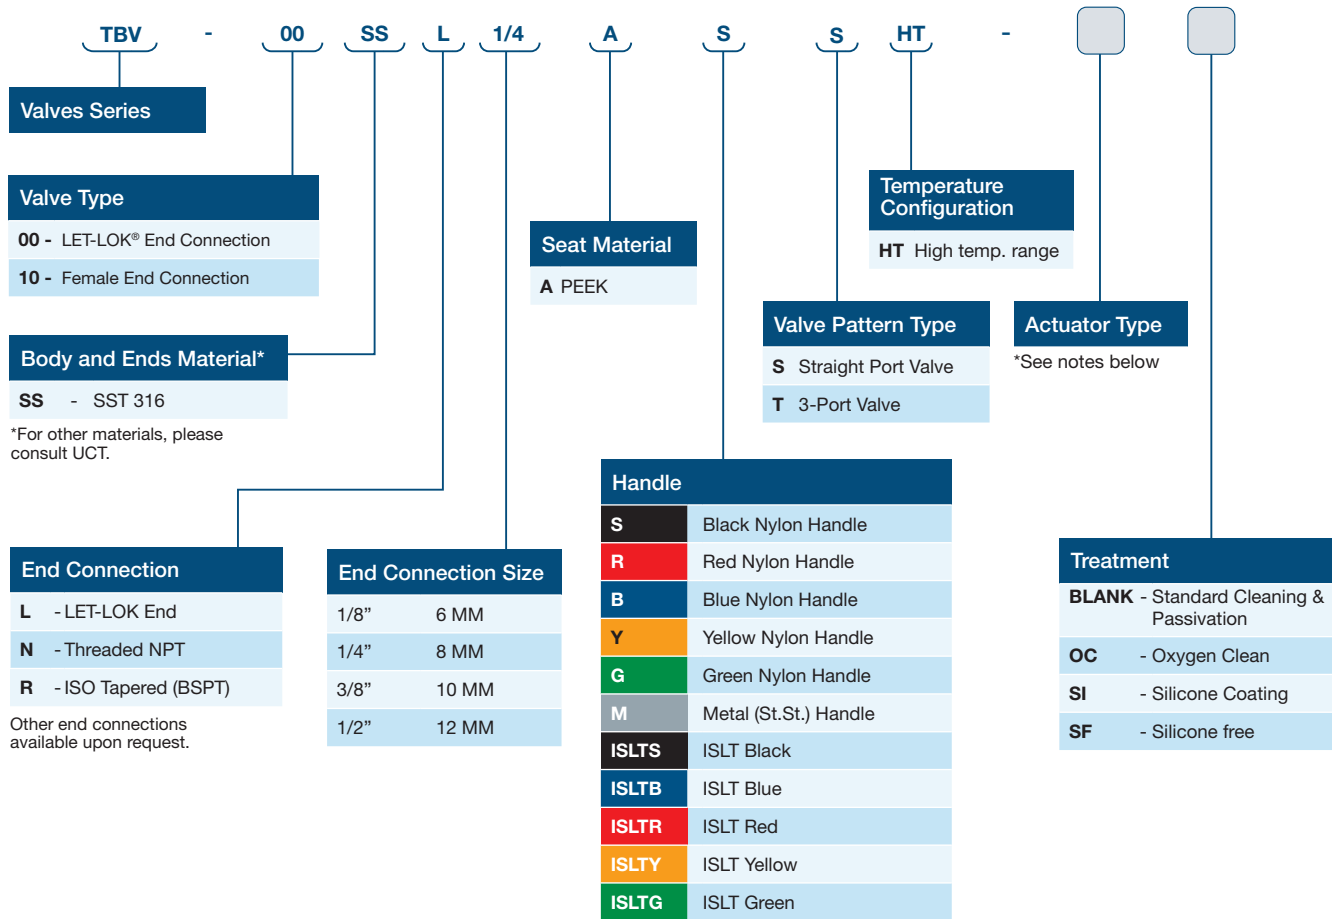 TBV - 00 SS L 1/4 A S S HT -
Valves Series
Valve Type
00 - LET-LOK® End Connection
10 - Female End Connection
Body and Ends Material*
SS - SST 316
*For other materials, please
consult UCT.
End Connection
L - LET-LOK End
N - Threaded NPT
R - ISO Tapered (BSPT)
Other end connections
available upon request.
End Connection Size
1/8” 6 MM
1/4” 8 MM
3/8” 10 MM
1/2” 12 MM
Seat Material
A PEEK
Handle
S Black Nylon Handle
R Red Nylon Handle
B Blue Nylon Handle
Y Yellow Nylon Handle
G Green Nylon Handle
M Metal (St.St.) Handle
ISLTS ISLT Black
ISLTB ISLT Blue
ISLTR ISLT Red
ISLTY ISLT Yellow
ISLTG ISLT Green
Valve Pattern Type
S Straight Port Valve
T 3-Port Valve
Temperature
Configuration
HT High temp. range
Actuator Type
*See notes below
Treatment
BLANK - Standard Cleaning &
Passivation
OC - Oxygen Clean
SI - Silicone Coating
SF - Silicone free